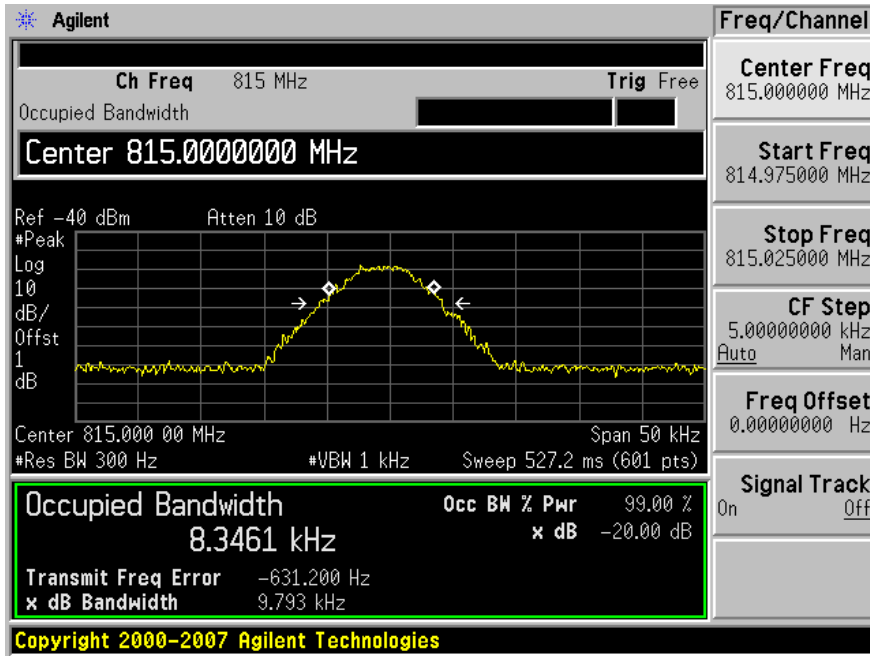 Agilent
Freq/Channel
Ch Freq 815 MHz Trig Free
Occupied Bandwidth
Center 815.0000000 MHz
Ref -40 dBm Atten 10 dB
#Peak
Log
10
dB/
Offst
1
dB
Center 815.000 00 MHz Span 50 kHz
#Res BW 300 Hz #VBW 1 kHz Sweep 527.2 ms (601 pts)
Occupied Bandwidth
8.3461 kHz
Occ BW % Pwr 99.00 %
x dB -20.00 dB
Transmit Freq Error -631.200 Hz
x dB Bandwidth 9.793 kHz
Copyright 2000-2007 Agilent Technologies
Center Freq
815.000000 MHz
Start Freq
814.975000 MHz
Stop Freq
815.025000 MHz
CF Step
5.00000000 kHz
Auto Man
Freq Offset
0.00000000 Hz
Signal Track
On Off